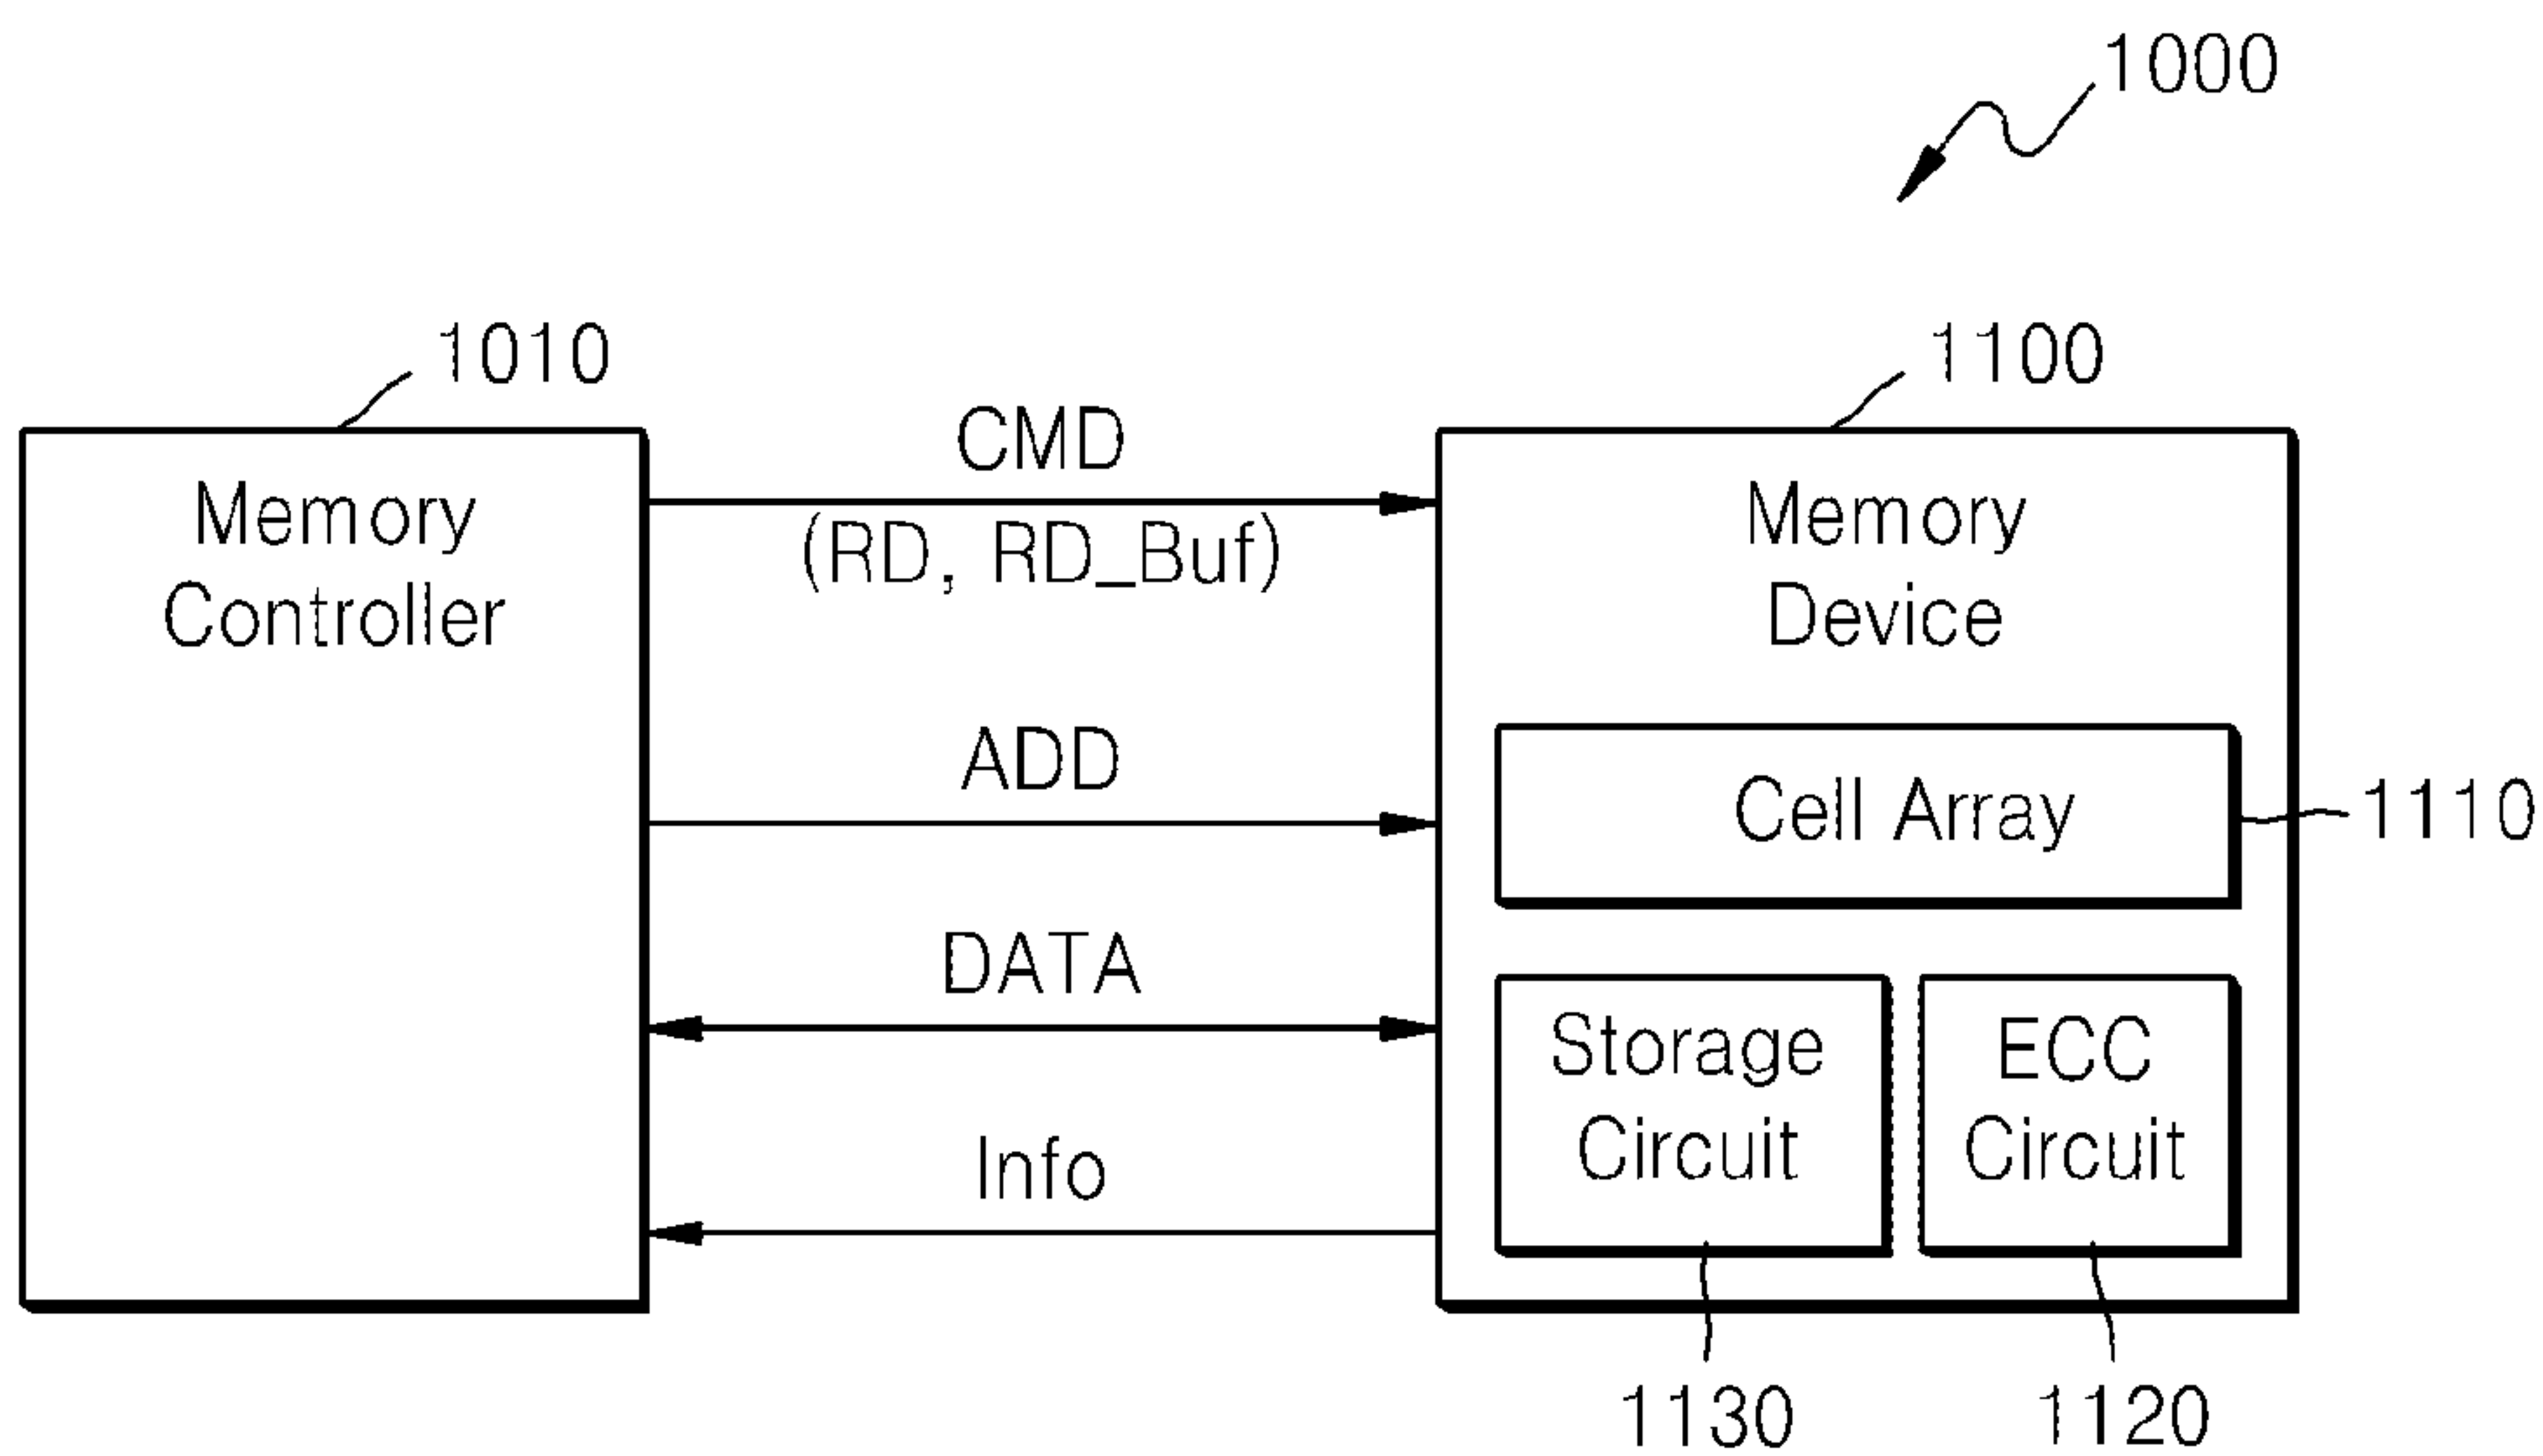 1000
1010
1100
CMD
(RD, RD_Buf)
Memory
Controller
Memory
Device
ADD
Cell Array
1110
DATA
Storage
Circuit
ECC
Circuit
Info
1130
1120